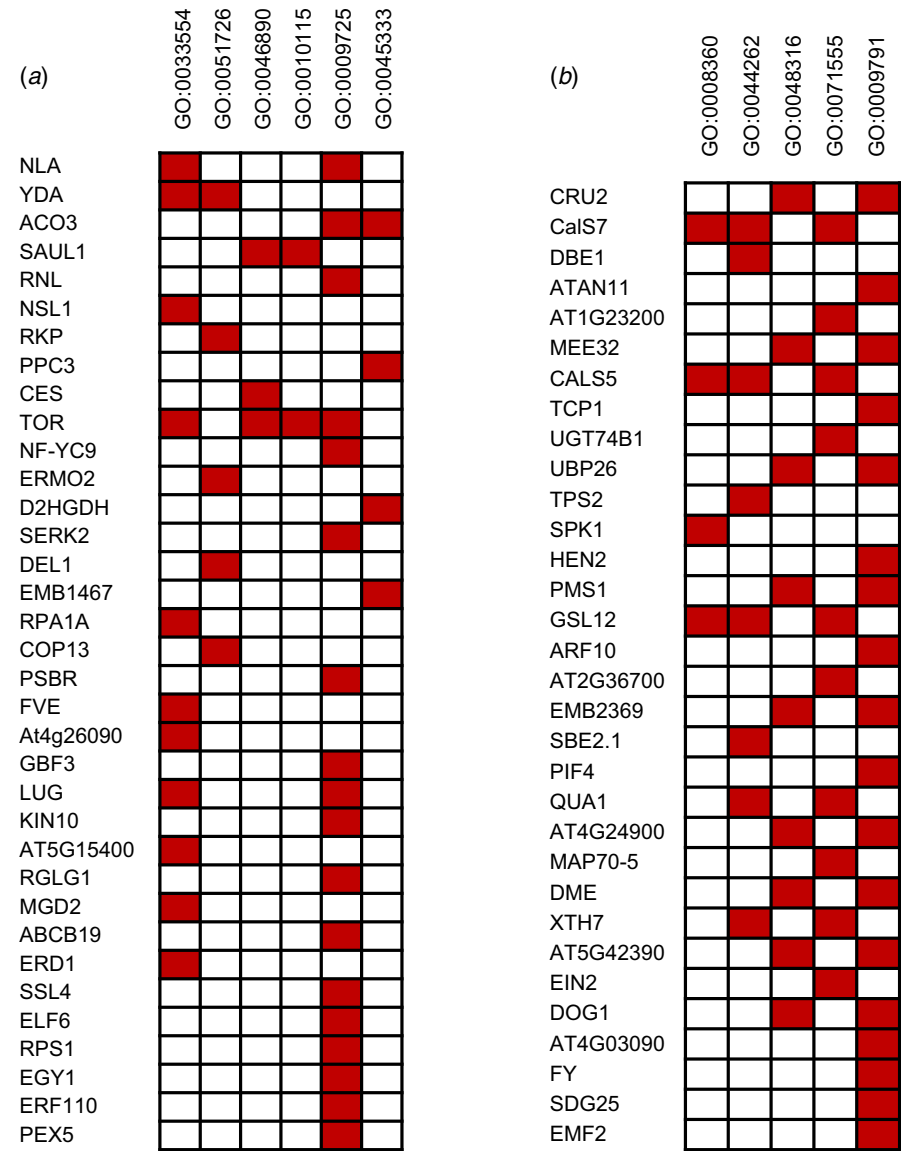 (a)
GO:0033554
GO:0051726
GO:0046890
GO:0010115
GO:0009725
GO:0045333
NLA
YDA
ACO3
SAUL1
RNL
NSL1
RKP
PPC3
CES
TOR
NF-YC9
ERMO2
D2HGDH
SERK2
DEL1
EMB1467
RPA1A
COP13
PSBR
FVE
At4g26090
GBF3
LUG
KIN10
AT5G15400
RGLG1
MGD2
ABCB19
ERD1
SSL4
ELF6
RPS1
EGY1
ERF110
PEX5
(b)
GO:0008360
GO:0044262
GO:0048316
GO:0071555
GO:0009791
CRU2
CalS7
DBE1
ATAN11
AT1G23200
MEE32
CALS5
TCP1
UGT74B1
UBP26
TPS2
SPK1
HEN2
PMS1
GSL12
ARF10
AT2G36700
EMB2369
SBE2.1
PIF4
QUA1
AT4G24900
MAP70-5
DME
XTH7
AT5G42390
EIN2
DOG1
AT4G03090
FY
SDG25
EMF2